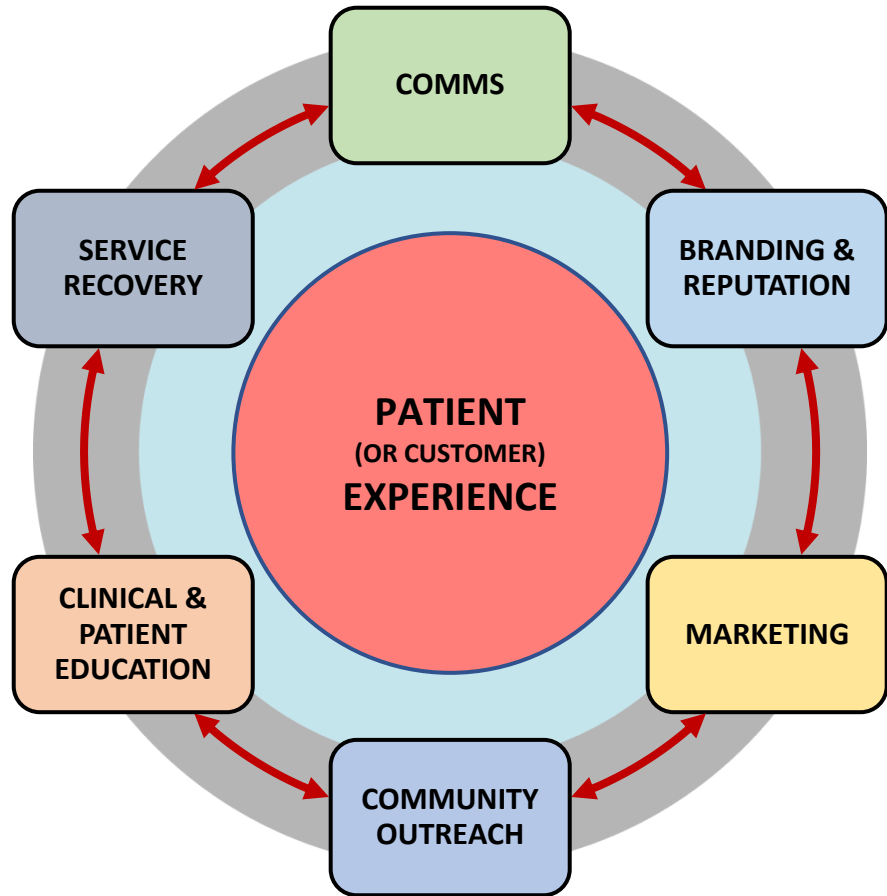 COMMS
BRANDING &
REPUTATION
MARKETING
COMMUNITY
OUTREACH
CLINICAL &
PATIENT
EDUCATION
SERVICE
RECOVERY
PATIENT
(OR CUSTOMER)
EXPERIENCE